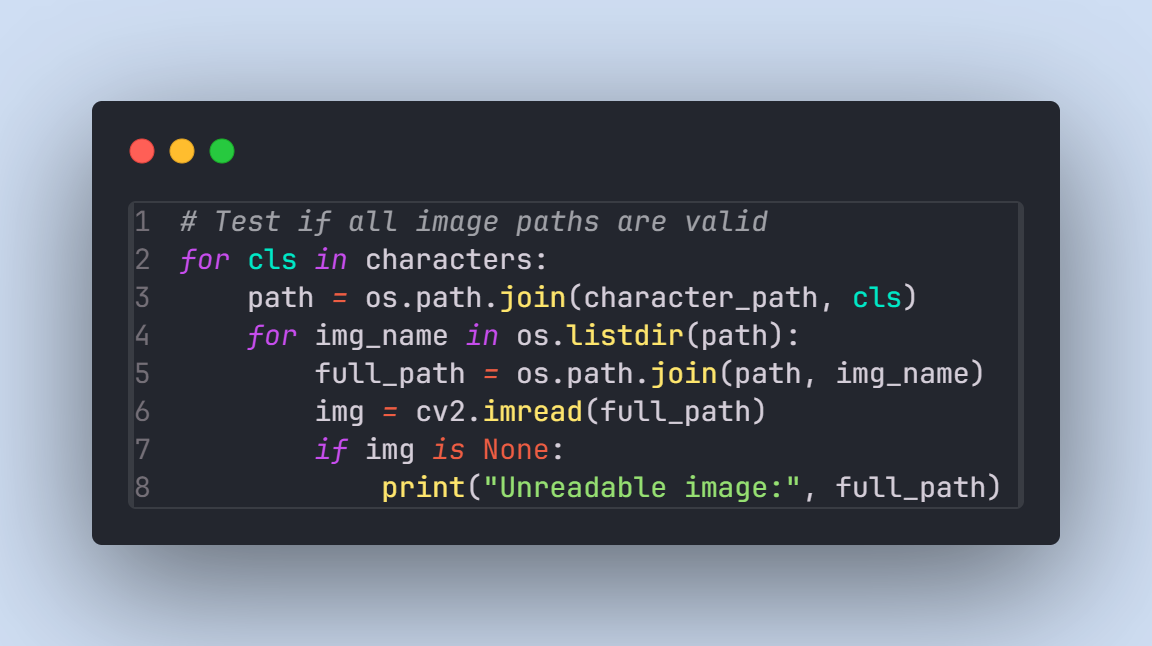 1 # Test if all image paths are valid
2 for cls in characters:
3     path = os.path.join(character_path, cls)
4     for img_name in os.listdir(path):
5         full_path = os.path.join(path, img_name)
6         img = cv2.imread(full_path)
7         if img is None:
8             print("Unreadable image:", full_path)